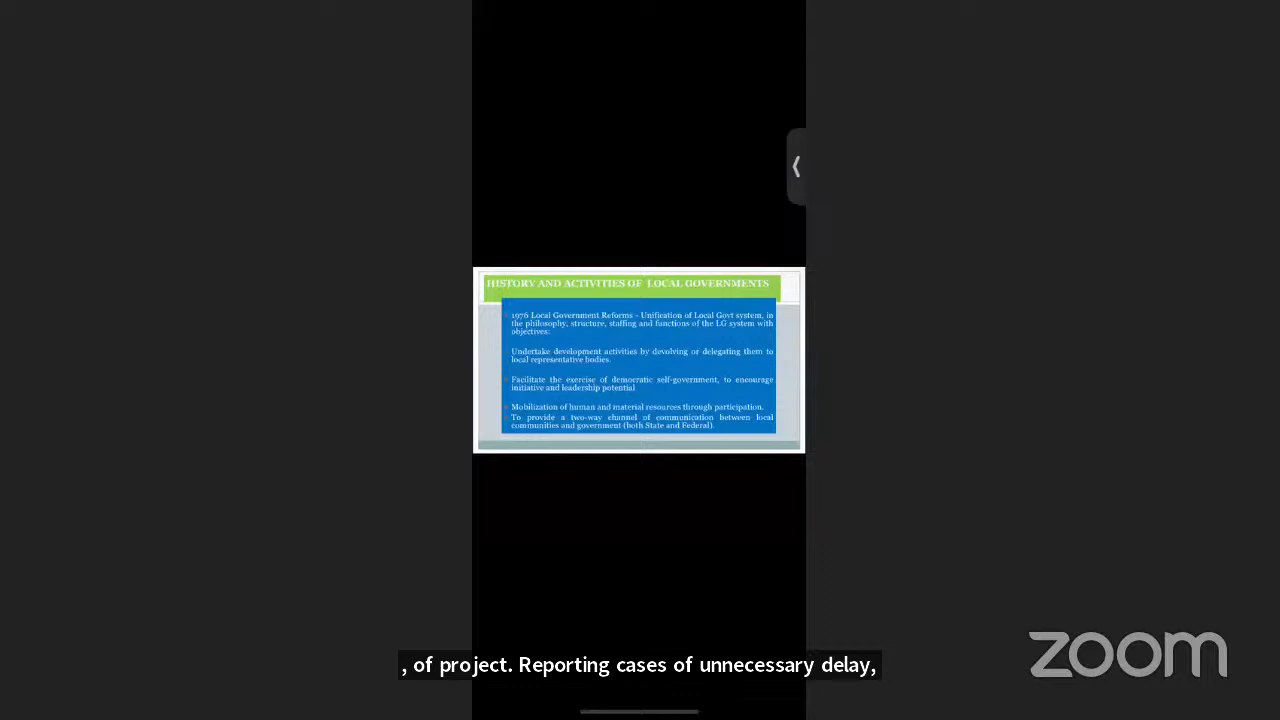 HISTORY AND ACTIVITIES OF LOCAL GOVERNMENTS
1976 Local Government Reforms - Unification of Local Govt system, in
the philosophy, structure, staffing and functions of the LG system with
objectives:
Undertake development activities by devolving or delegating them to
local representative bodies.
Facilitate the exercise of democratic self-government, to encourage
initiative and leadership potential
Mobilization of human and material resources through participation.
To provide a two-way channel of communication between local
communities and government (both State and Federal).
, of project. Reporting cases of unnecessary delay,
zoom